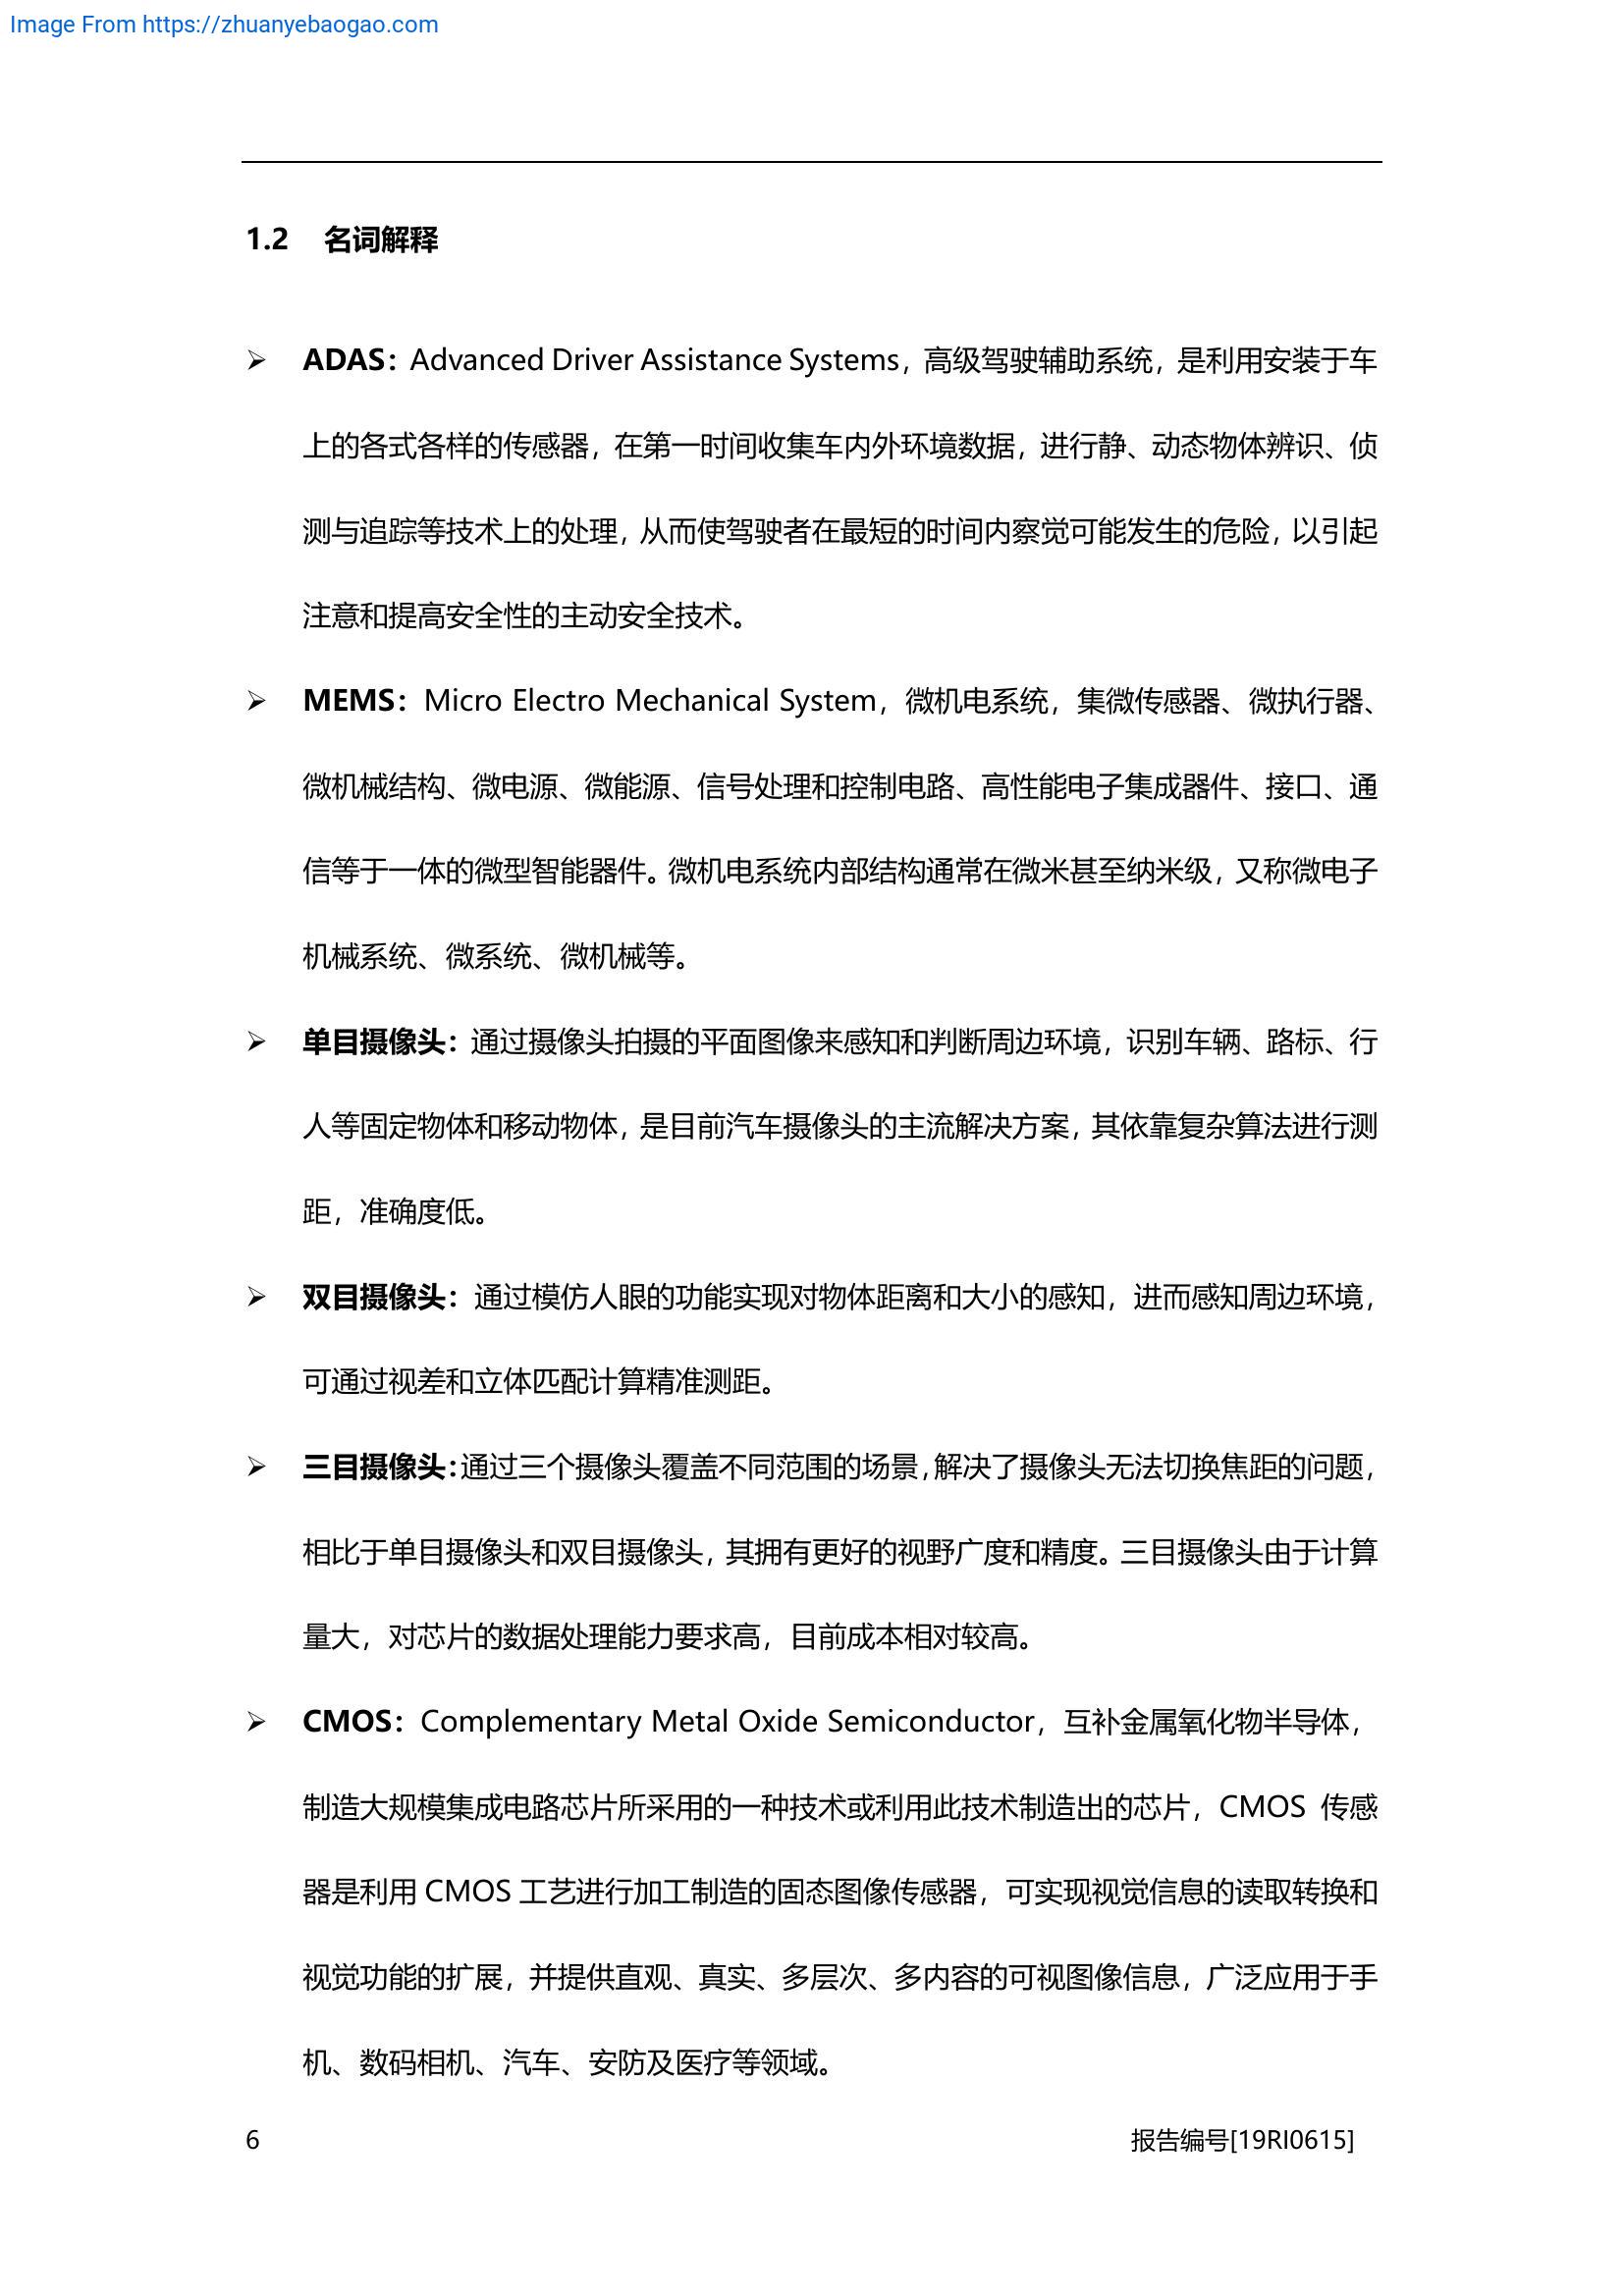 Image From https://zhuanyebaogao.com
1.2 名词解释
➢ ADAS：Advanced Driver Assistance Systems，高级驾驶辅助系统，是利用安装于车
上的各式各样的传感器，在第一时间收集车内外环境数据，进行静、动态物体辨识、侦
测与追踪等技术上的处理，从而使驾驶者在最短的时间内察觉可能发生的危险，以引起
注意和提高安全性的主动安全技术。
➢ MEMS：Micro Electro Mechanical System，微机电系统，集微传感器、微执行器、
微机械结构、微电源、微能源、信号处理和控制电路、高性能电子集成器件、接口、通
信等于一体的微型智能器件。微机电系统内部结构通常在微米甚至纳米级，又称微电子
机械系统、微系统、微机械等。
➢ 单目摄像头：通过摄像头拍摄的平面图像来感知和判断周边环境，识别车辆、路标、行
人等固定物体和移动物体，是目前汽车摄像头的主流解决方案，其依靠复杂算法进行测
距，准确度低。
➢ 双目摄像头：通过模仿人眼的功能实现对物体距离和大小的感知，进而感知周边环境，
可通过视差和立体匹配计算精准测距。
➢ 三目摄像头：通过三个摄像头覆盖不同范围的场景，解决了摄像头无法切换焦距的问题，
相比于单目摄像头和双目摄像头，其拥有更好的视野广度和精度。三目摄像头由于计算
量大，对芯片的数据处理能力要求高，目前成本相对较高。
➢ CMOS：Complementary Metal Oxide Semiconductor，互补金属氧化物半导体，
制造大规模集成电路芯片所采用的一种技术或利用此技术制造出的芯片，CMOS 传感
器是利用 CMOS 工艺进行加工制造的固态图像传感器，可实现视觉信息的读取转换和
视觉功能的扩展，并提供直观、真实、多层次、多内容的可视图像信息，广泛应用于手
机、数码相机、汽车、安防及医疗等领域。
6 报告编号[19RI0615]